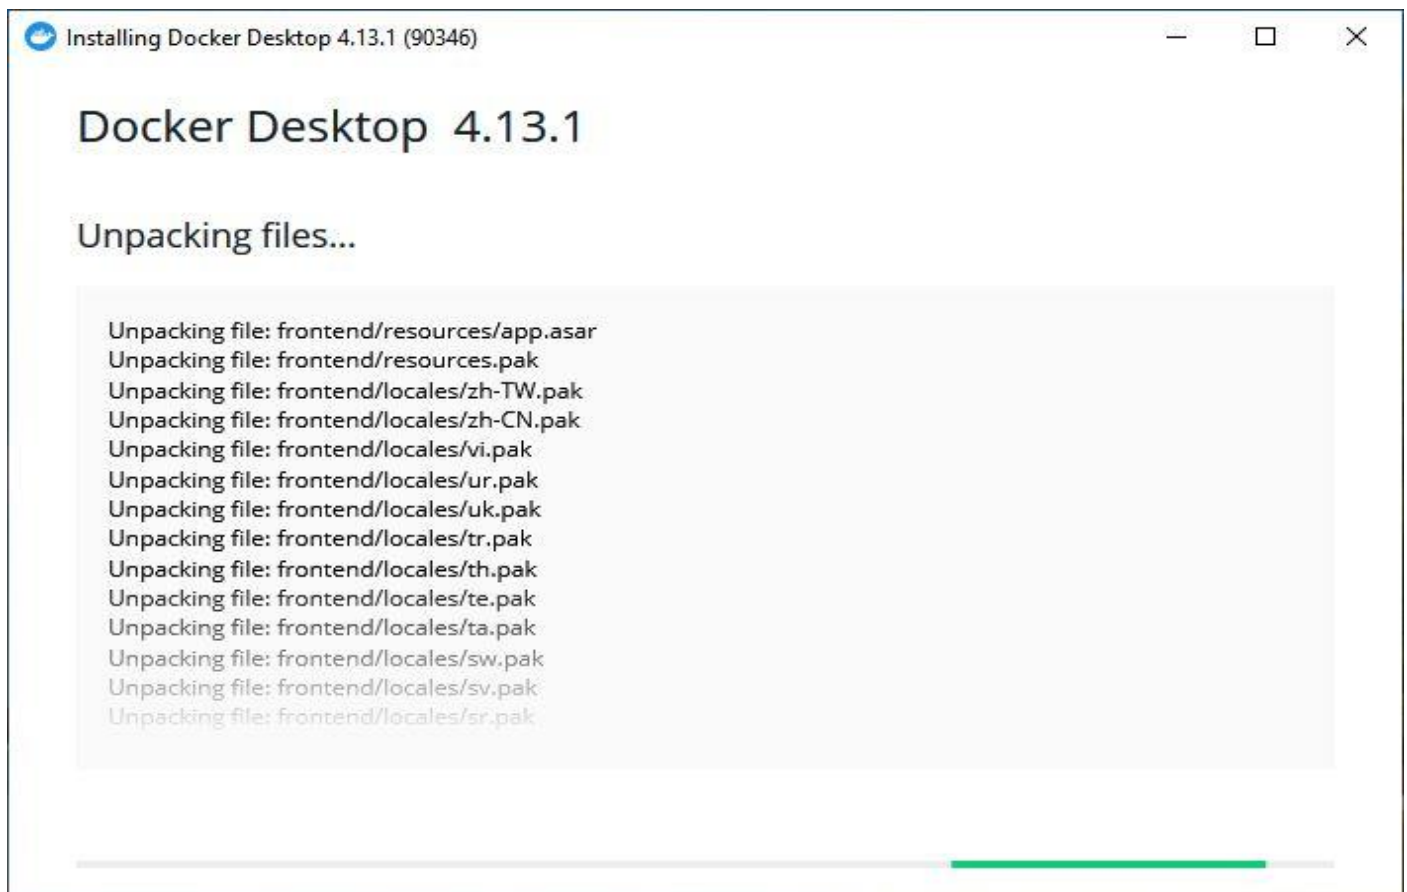 Installing Docker Desktop 4.13.1 (90346)
Docker Desktop 4.13.1
Unpacking files...
Unpacking file: frontend/resources/app.asar
Unpacking file: frontend/resources.pak
Unpacking file: frontend/locales/zh-TW.pak
Unpacking file: frontend/locales/zh-CN.pak
Unpacking file: frontend/locales/vi.pak
Unpacking file: frontend/locales/ur.pak
Unpacking file: frontend/locales/uk.pak
Unpacking file: frontend/locales/tr.pak
Unpacking file: frontend/locales/th.pak
Unpacking file: frontend/locales/te.pak
Unpacking file: frontend/locales/ta.pak
Unpacking file: frontend/locales/sw.pak
Unpacking file: frontend/locales/sv.pak
Unpacking file: frontend/locales/sr.pak